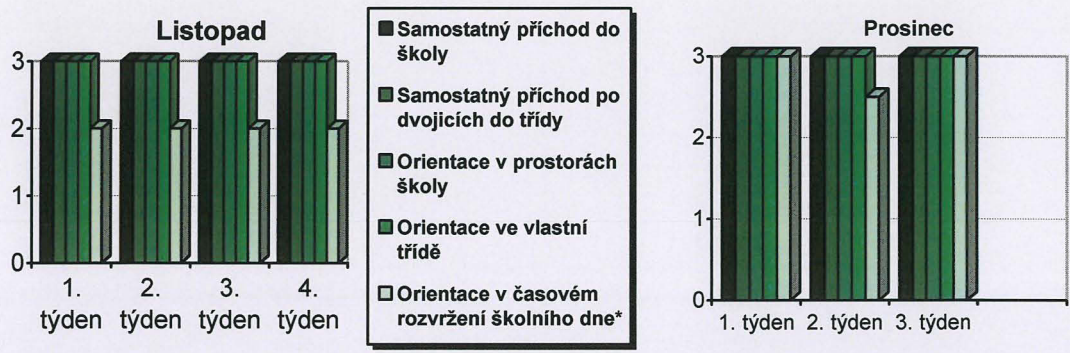 Listopad
3
2
1
0
1.
týden
2.
týden
3.
týden
4.
týden
Samostatný příchod do
školy
Samostatný příchod po
dvojicích do třídy
Orientace v prostorách
školy
Orientace ve vlastní
třídě
Orientace v časovém
rozvržení školního dne*
Prosinec
3
2
1
0
1. týden 2. týden 3. týden